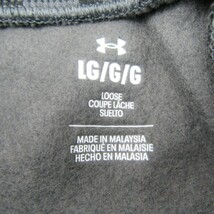 LG/G/G
LOOSE
COUPE LÂCHE
SUELTO
MADE IN MALAYSIA
FABRIQUÉ EN MALAISIE
HECHO EN MALASIA